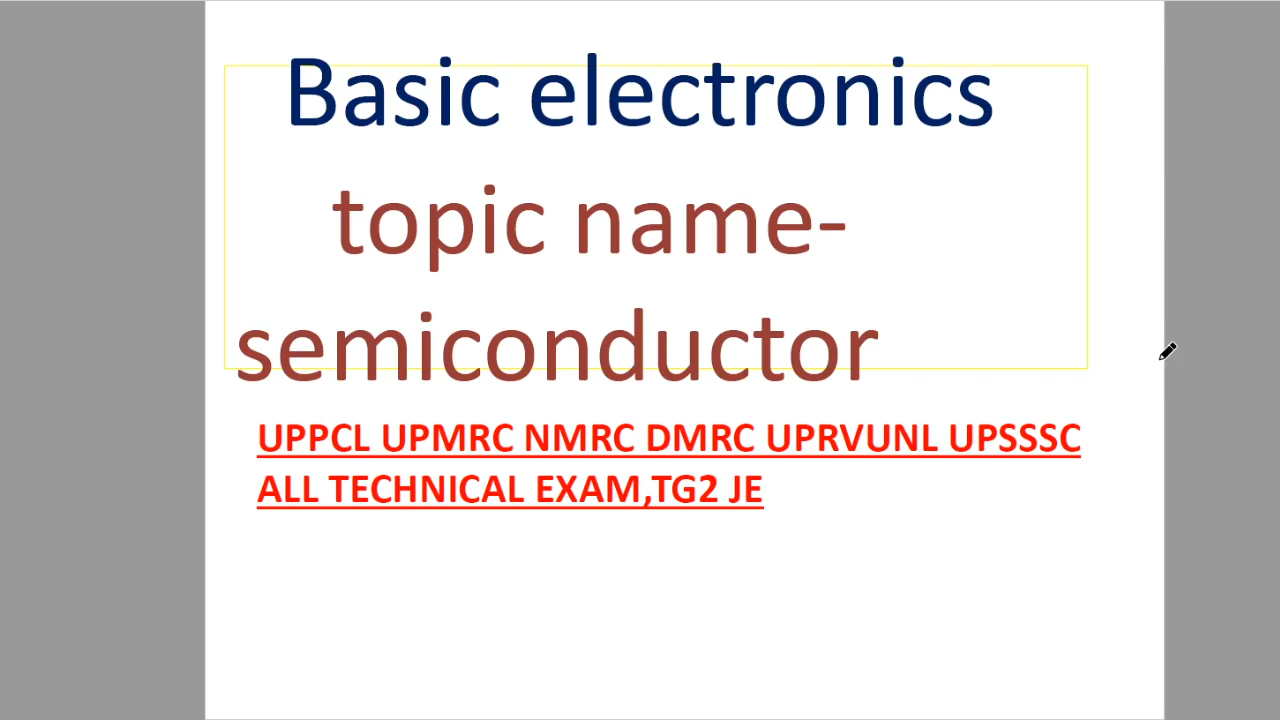 Basic electronics
topic name-
semiconductor
UPPCL UPMRC NMRC DMRC UPRVUNL UPSSSC
ALL TECHNICAL EXAM,TG2 JE